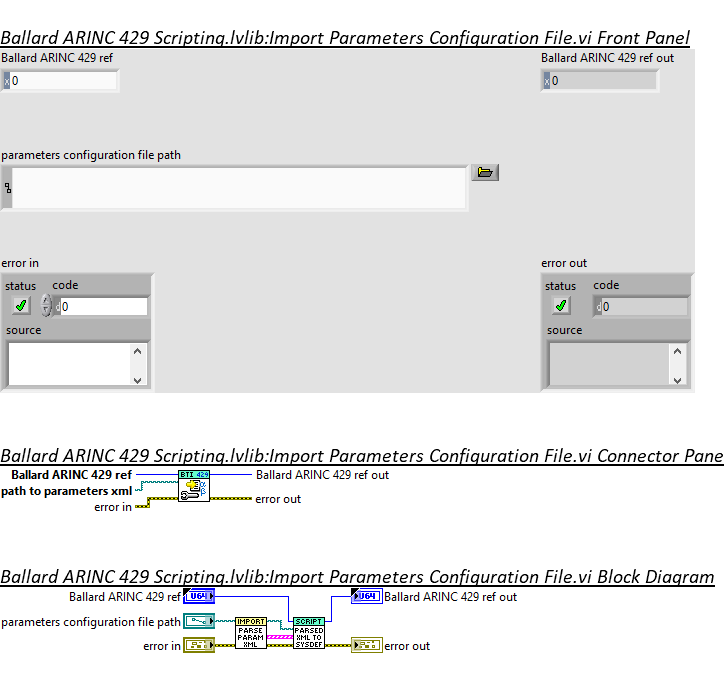 Ballard ARINC 429 Scripting.lvlib:Import Parameters Configuration File.vi Front Panel
Ballard ARINC 429 ref
Ballard ARINC 429 ref out
x 0
x 0
parameters configuration file path
error in
error out
status code
status code
d 0
d 0
source
source
Ballard ARINC 429 Scripting.lvlib:Import Parameters Configuration File.vi Connector Pane
Ballard ARINC 429 ref
BTI 429
Ballard ARINC 429 ref out
path to parameters xml
error in
error out
Ballard ARINC 429 Scripting.lvlib:Import Parameters Configuration File.vi Block Diagram
Ballard ARINC 429 ref
U64
U64
Ballard ARINC 429 ref out
parameters configuration file path
IMPORT
PARSE
PARAM
XML
SCRIPT
PARSED
XML TO
SYSDEF
error in
error out